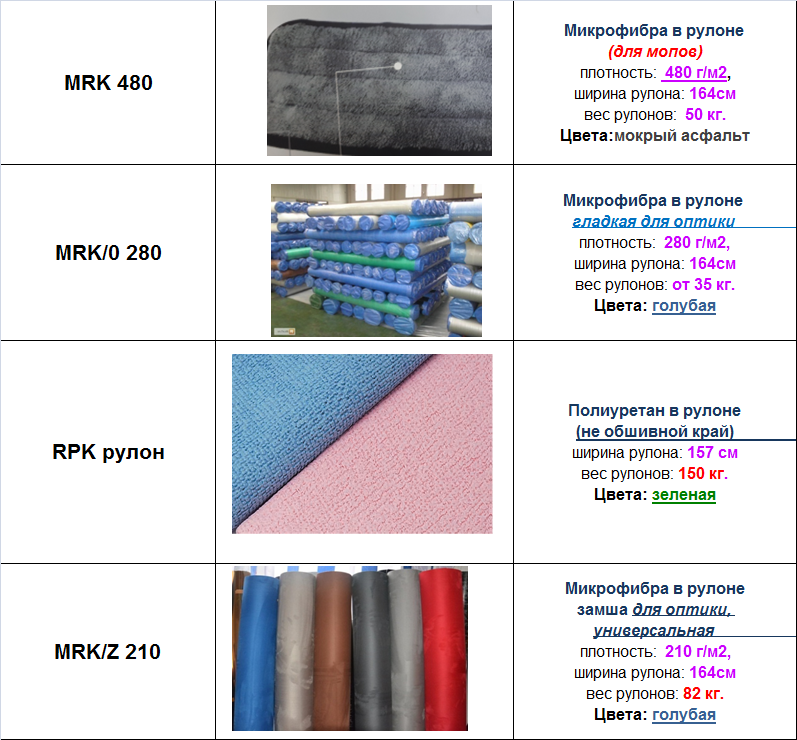 MRK 480
Микрофибра в рулоне
(для мопов)
плотность: 480 г/м2,
ширина рулона: 164см
вес рулонов: 50 кг.
Цвета:мокрый асфальт
MRK/0 280
Микрофибра в рулоне
гладкая для оптики
плотность: 280 г/м2,
ширина рулона: 164см
вес рулонов: от 35 кг.
Цвета: голубая
RPK рулон
Полиуретан в рулоне
(не обшивной край)
ширина рулона: 157 см
вес рулонов: 150 кг.
Цвета: зеленая
MRK/Z 210
Микрофибра в рулоне
замша для оптики,
универсальная
плотность: 210 г/м2,
ширина рулона: 164см
вес рулонов: 82 кг.
Цвета: голубая